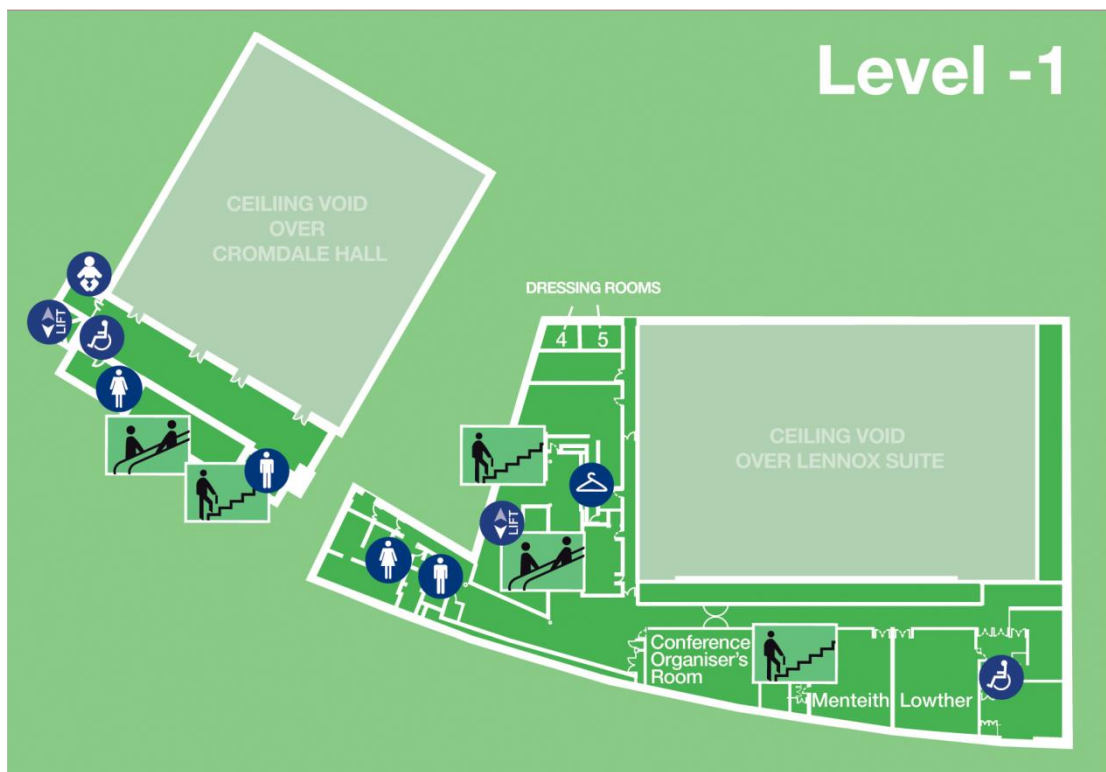 Level -1
CEILIING VOID
OVER
CROMDALE HALL
LIFT
DRESSING ROOMS
4 5
CEILING VOID
OVER LENNOX SUITE
LIFT
Conference
Organiser's
Room
Menteith Lowther